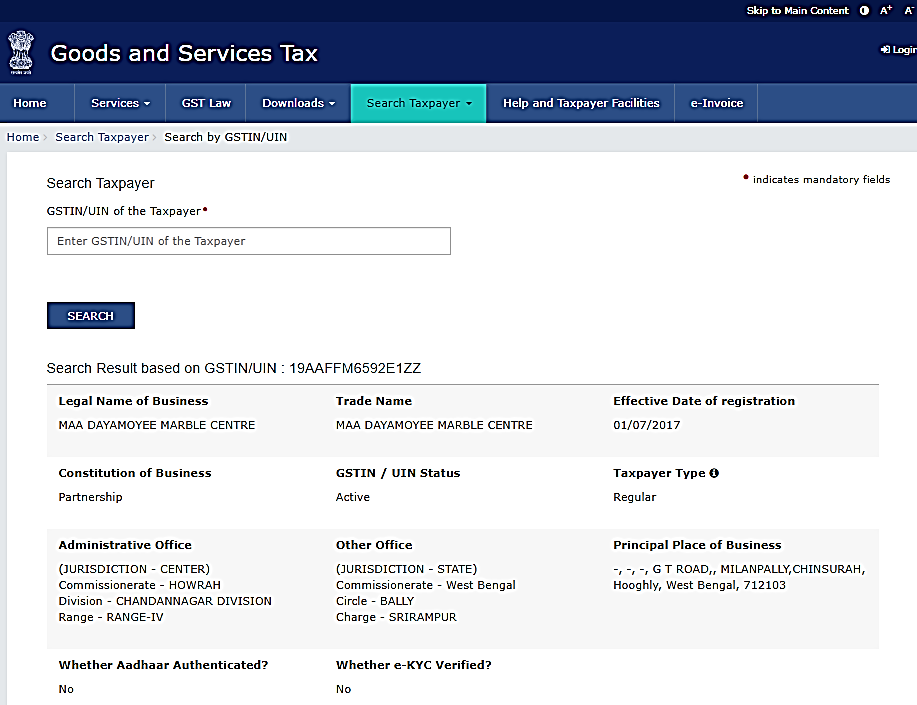 Skip to Main Content A+ A-
Goods and Services Tax
Login
Home Services GST Law Downloads Search Taxpayer Help and Taxpayer Facilities e-Invoice
Home Search Taxpayer Search by GSTIN/UIN
Search Taxpayer
• indicates mandatory fields
GSTIN/UIN of the Taxpayer•
Enter GSTIN/UIN of the Taxpayer
SEARCH
Search Result based on GSTIN/UIN : 19AAFFM6592E1ZZ
Legal Name of Business Trade Name Effective Date of registration
MAA DAYAMOYEE MARBLE CENTRE MAA DAYAMOYEE MARBLE CENTRE 01/07/2017
Constitution of Business GSTIN / UIN Status Taxpayer Type
Partnership Active Regular
Administrative Office Other Office Principal Place of Business
(JURISDICTION - CENTER) (JURISDICTION - STATE) -, -, -, G T ROAD,, MILANPALLY,CHINSURAH,
Commissionerate - HOWRAH Commissionerate - West Bengal Hooghly, West Bengal, 712103
Division - CHANDANNAGAR DIVISION Circle - BALLY
Range - RANGE-IV Charge - SRIRAMPUR
Whether Aadhaar Authenticated? Whether e-KYC Verified?
No No